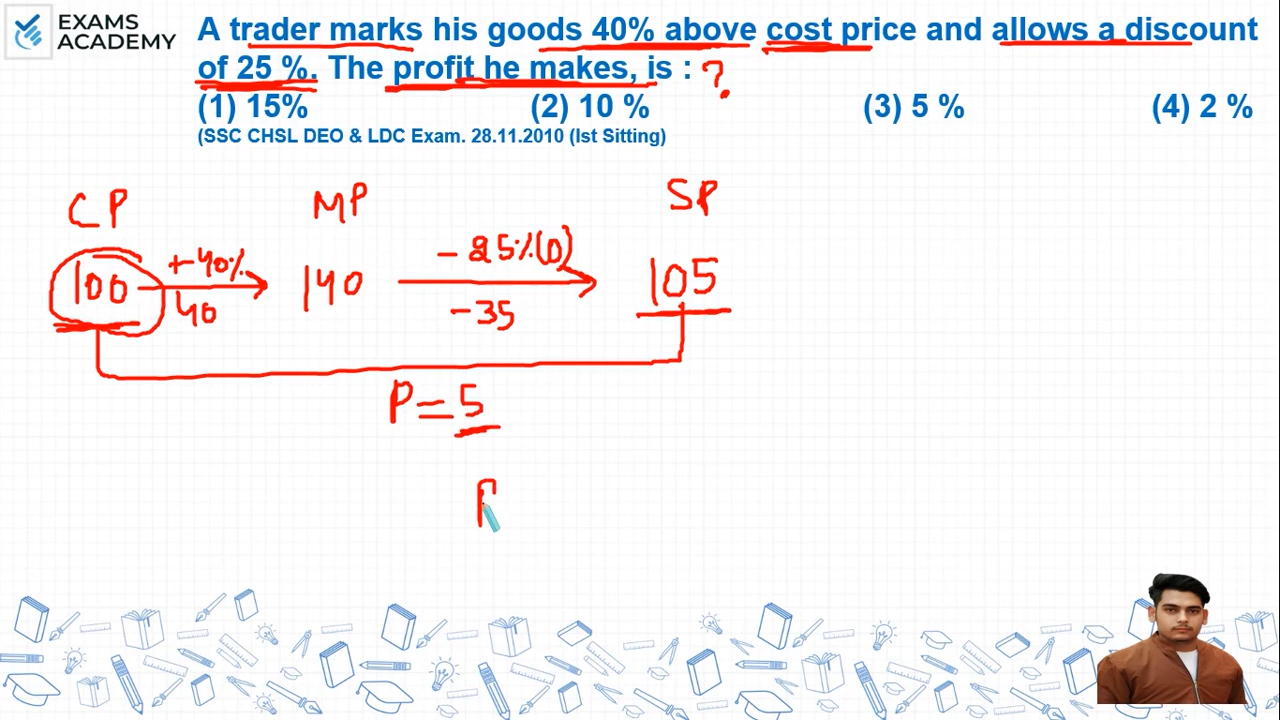 EXAMS
ACADEMY
A trader marks his goods 40% above cost price and allows a discount
of 25 %. The profit he makes, is : ?
(1) 15% (2) 10 % (3) 5 % (4) 2 %
(SSC CHSL DEO & LDC Exam. 28.11.2010 (Ist Sitting)
CP MP SP
100 +40% 140 -25%(D) 105
40 -35
P = 5
P